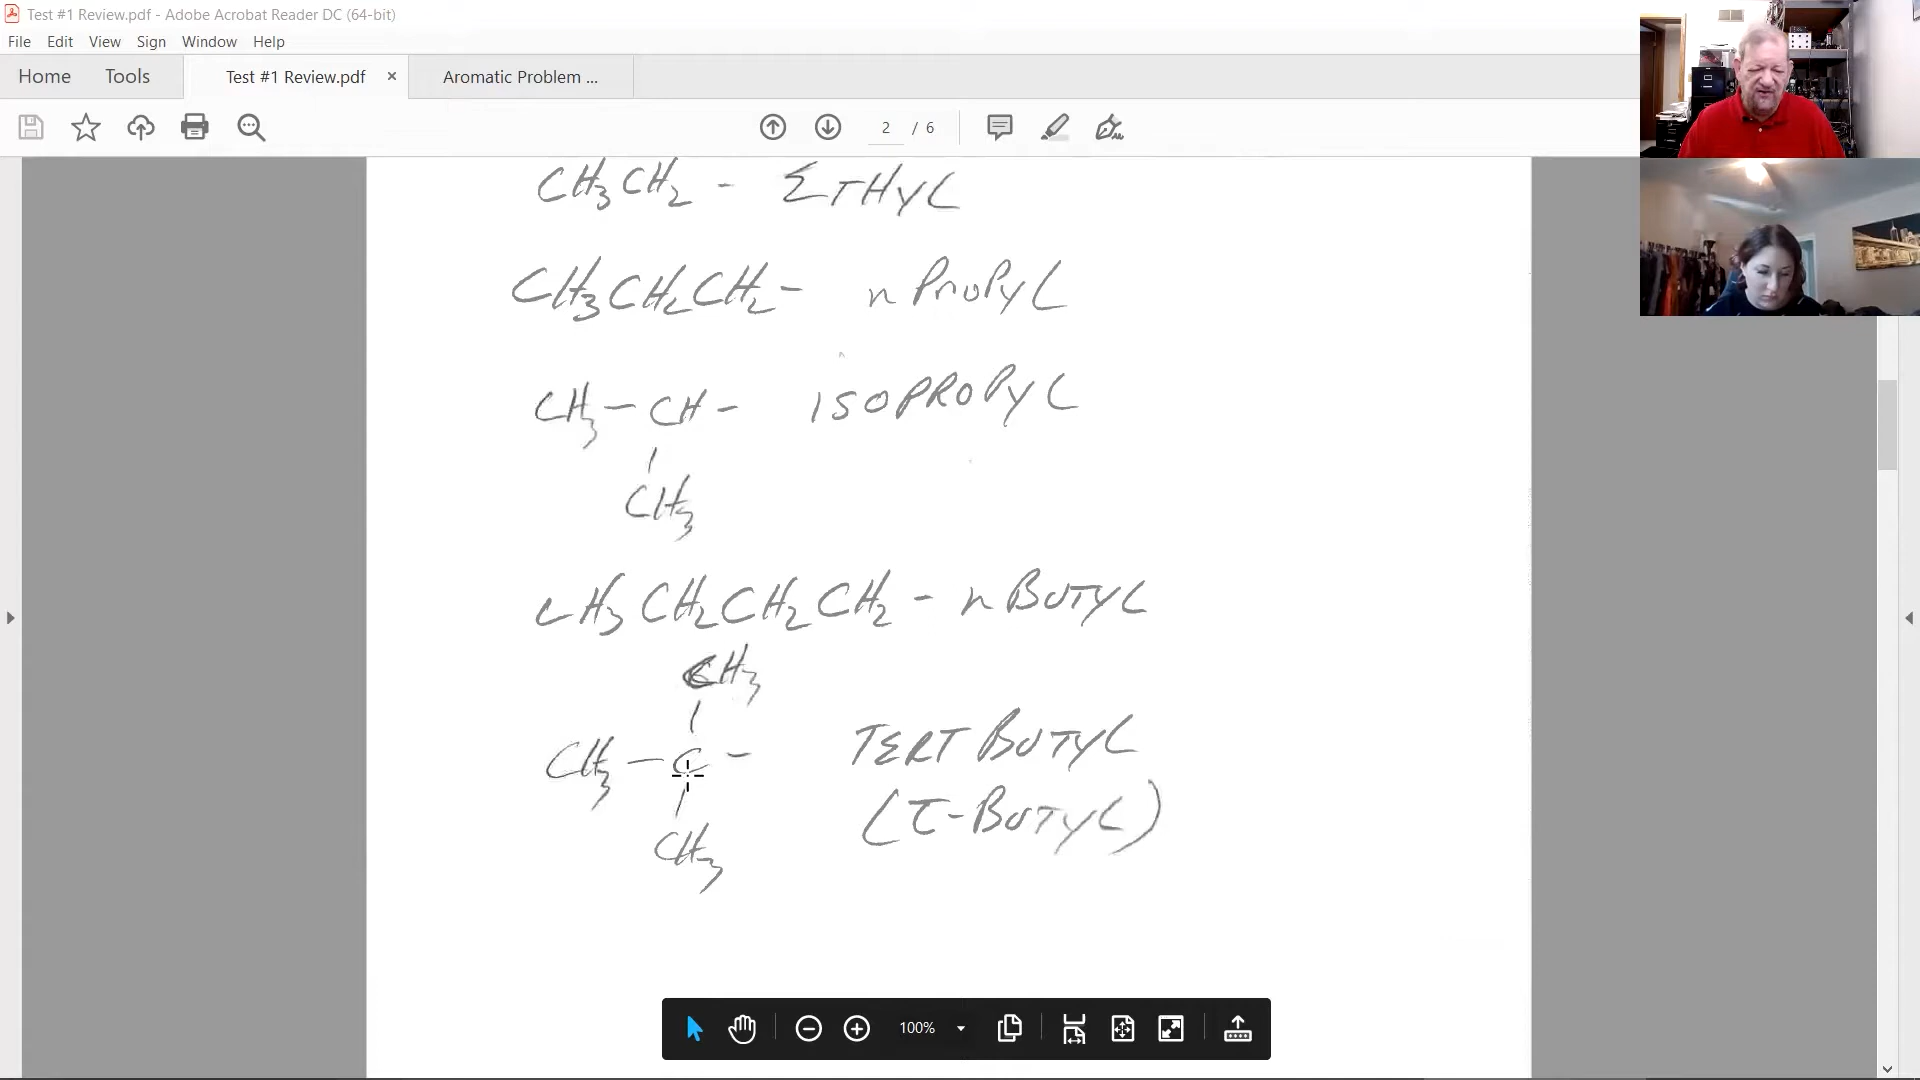 Test #1 Review.pdf - Adobe Acrobat Reader DC (64-bit)
File Edit View Sign Window Help
Home Tools Test #1 Review.pdf × Aromatic Problem ...
2 / 6
CH3CH2 - ETHYL
CH3CH2CH2- n PROPYL
CH3-CH- ISOPROPYL
CH3
CH3CH2CH2CH2- n BUTYL
CH3
CH3-C- TERT BUTYL
(T-BUTYL)
CH3
100%